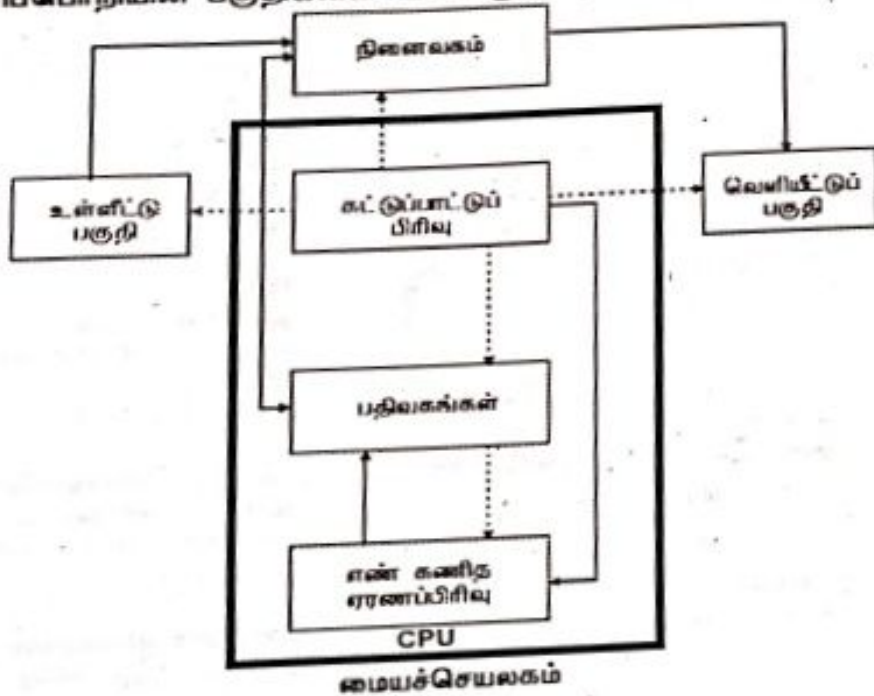 நினைவகம்
உள்ளீட்டு
பகுதி
கட்டுப்பாட்டுப்
பிரிவு
வெளியீட்டுப்
பகுதி
பதிவகங்கள்
எண் கணித
ஏரணப்பிரிவு
CPU
மையச்செயலகம்